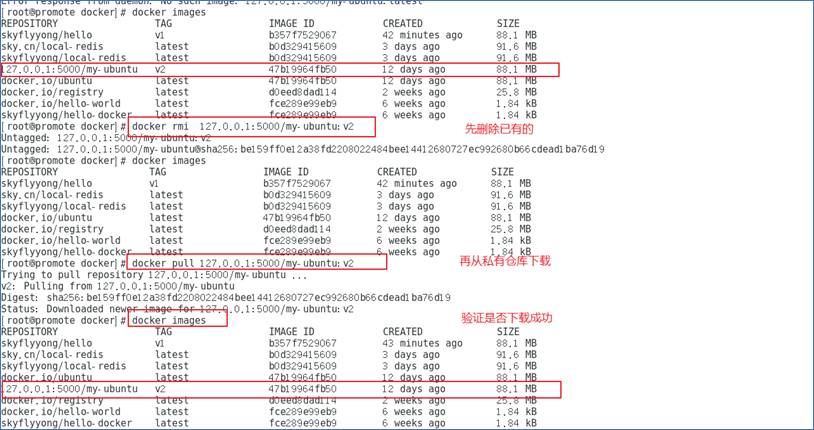 Error response from daemon: No such image: 127.0.0.1:5000/my-ubuntu:latest
[root@promote docker]# docker images
REPOSITORY TAG IMAGE ID CREATED SIZE
skyflyyong/hello v1 b357f7529067 42 minutes ago 88.1 MB
sky.cn/local-redis latest b0d329415609 3 days ago 91.6 MB
skyflyyong/local-redis latest b0d329415609 3 days ago 91.6 MB
127.0.0.1:5000/my-ubuntu v2 47b19964fb50 12 days ago 88.1 MB
docker.io/ubuntu latest 47b19964fb50 12 days ago 88.1 MB
docker.io/registry latest d0eed8dad114 2 weeks ago 25.8 MB
docker.io/hello-world latest fce289e99eb9 6 weeks ago 1.84 kB
skyflyyong/hello-docker latest fce289e99eb9 6 weeks ago 1.84 kB
[root@promote docker]# docker rmi 127.0.0.1:5000/my-ubuntu:v2 先删除已有的
Untagged: 127.0.0.1:5000/my-ubuntu:v2
Untagged: 127.0.0.1:5000/my-ubuntu@sha256:be159ff0e12a38fd2208022484bee14412680727ec992680b66cdead1ba76d19
[root@promote docker]# docker images
REPOSITORY TAG IMAGE ID CREATED SIZE
skyflyyong/hello v1 b357f7529067 42 minutes ago 88.1 MB
sky.cn/local-redis latest b0d329415609 3 days ago 91.6 MB
skyflyyong/local-redis latest b0d329415609 3 days ago 91.6 MB
docker.io/ubuntu latest 47b19964fb50 12 days ago 88.1 MB
docker.io/registry latest d0eed8dad114 2 weeks ago 25.8 MB
docker.io/hello-world latest fce289e99eb9 6 weeks ago 1.84 kB
skyflyyong/hello-docker latest fce289e99eb9 6 weeks ago 1.84 kB
[root@promote docker]# docker pull 127.0.0.1:5000/my-ubuntu:v2 再从私有仓库下载
Trying to pull repository 127.0.0.1:5000/my-ubuntu ...
v2: Pulling from 127.0.0.1:5000/my-ubuntu
Digest: sha256:be159ff0e12a38fd2208022484bee14412680727ec992680b66cdead1ba76d19
Status: Downloaded newer image for 127.0.0.1:5000/my-ubuntu:v2
[root@promote docker]# docker images 验证是否下载成功
REPOSITORY TAG IMAGE ID CREATED SIZE
skyflyyong/hello v1 b357f7529067 43 minutes ago 88.1 MB
sky.cn/local-redis latest b0d329415609 3 days ago 91.6 MB
skyflyyong/local-redis latest b0d329415609 3 days ago 91.6 MB
docker.io/ubuntu latest 47b19964fb50 12 days ago 88.1 MB
127.0.0.1:5000/my-ubuntu v2 47b19964fb50 12 days ago 88.1 MB
docker.io/registry latest d0eed8dad114 2 weeks ago 25.8 MB
docker.io/hello-world latest fce289e99eb9 6 weeks ago 1.84 kB
skyflyyong/hello-docker latest fce289e99eb9 6 weeks ago 1.84 kB